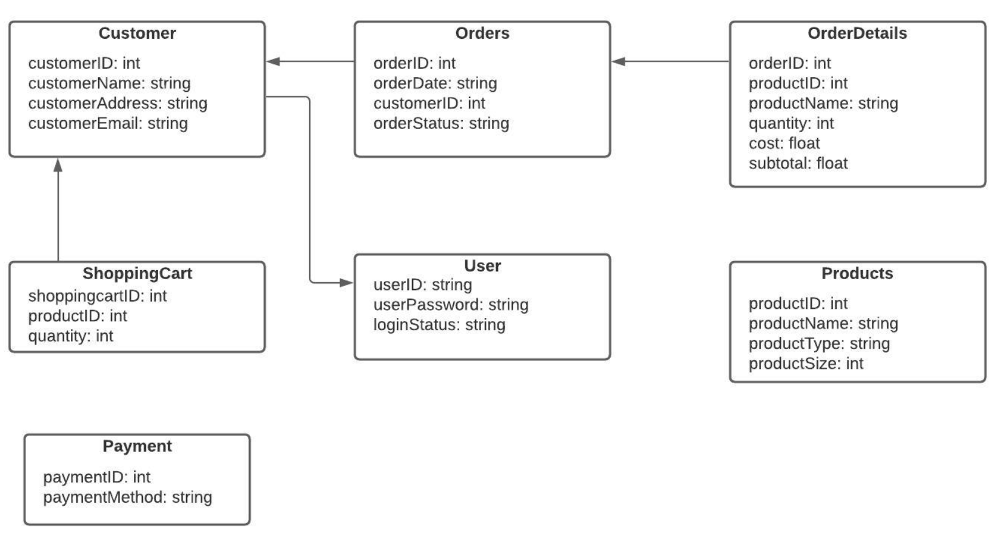 Customer
customerID: int
customerName: string
customerAddress: string
customerEmail: string
Orders
orderID: int
orderDate: string
customerID: int
orderStatus: string
OrderDetails
orderID: int
productID: int
productName: string
quantity: int
cost: float
subtotal: float
ShoppingCart
shoppingcartID: int
productID: int
quantity: int
User
userID: string
userPassword: string
loginStatus: string
Products
productID: int
productName: string
productType: string
productSize: int
Payment
paymentID: int
paymentMethod: string